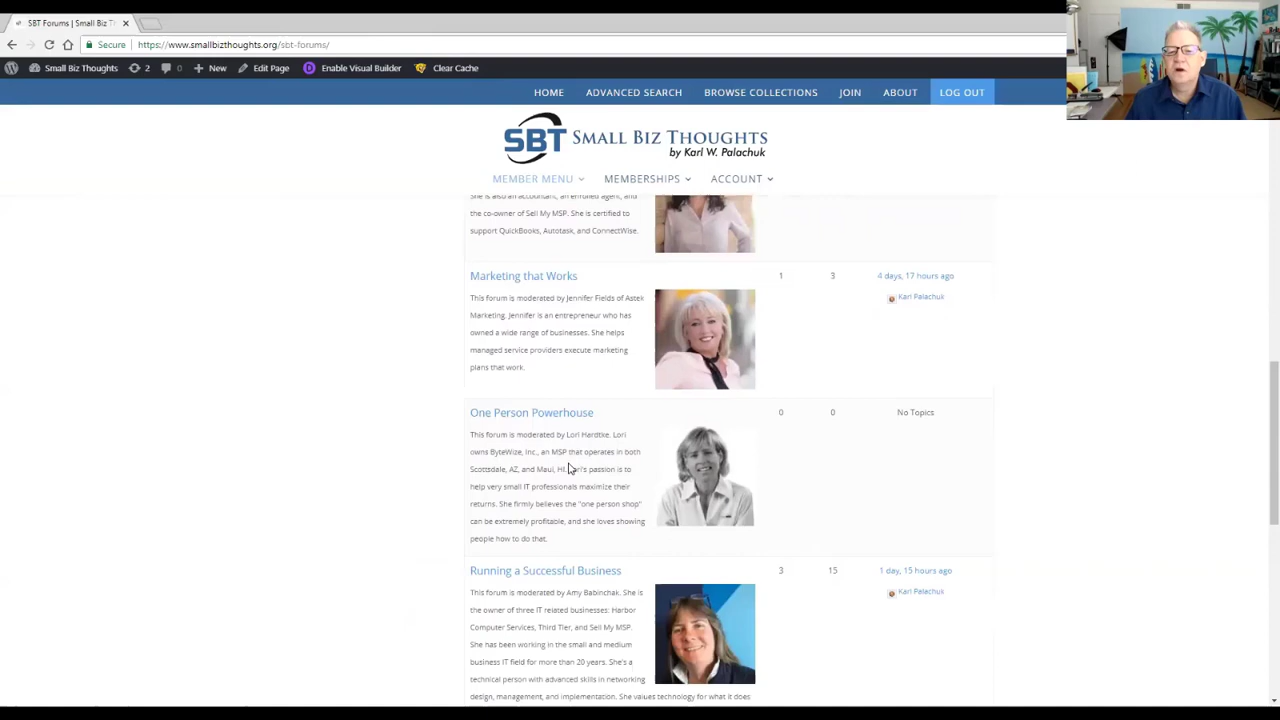 SBT Forums | Small Biz T
Secure
https://www.smallbizthoughts.org/sbt-forums/
Small Biz Thoughts
2
0
New
Edit Page
Enable Visual Builder
Clear Cache
HOME
ADVANCED SEARCH
BROWSE COLLECTIONS
JOIN
ABOUT
LOG OUT
SBT SMALL BIZ THOUGHTS
by Karl W. Palachuk
MEMBER MENU
MEMBERSHIPS
ACCOUNT
She is also an accountant, an enrolled agent, and
the co-owner of Sell My MSP. She is certified to
support QuickBooks, Autotask, and ConnectWise.
Marketing that Works
1
3
4 days, 17 hours ago
Karl Palachuk
This forum is moderated by Jennifer Fields of Astek
Marketing. Jennifer is an entrepreneur who has
owned a wide range of businesses. She helps
managed service providers execute marketing
plans that work.
One Person Powerhouse
0
0
No Topics
This forum is moderated by Lori Hardtke. Lori
owns ByteWize, Inc., an MSP that operates in both
Scottsdale, AZ, and Maui, HI. Lori's passion is to
help very small IT professionals maximize their
returns. She firmly believes the "one person shop"
can be extremely profitable, and she loves showing
people how to do that.
Running a Successful Business
3
15
1 day, 15 hours ago
Karl Palachuk
This forum is moderated by Amy Babinchak. She is
the owner of three IT related businesses: Harbor
Computer Services, Third Tier, and Sell My MSP.
She has been working in the small and medium
business IT field for more than 20 years. She's a
technical person with advanced skills in networking
design, management, and implementation. She values technology for what it does